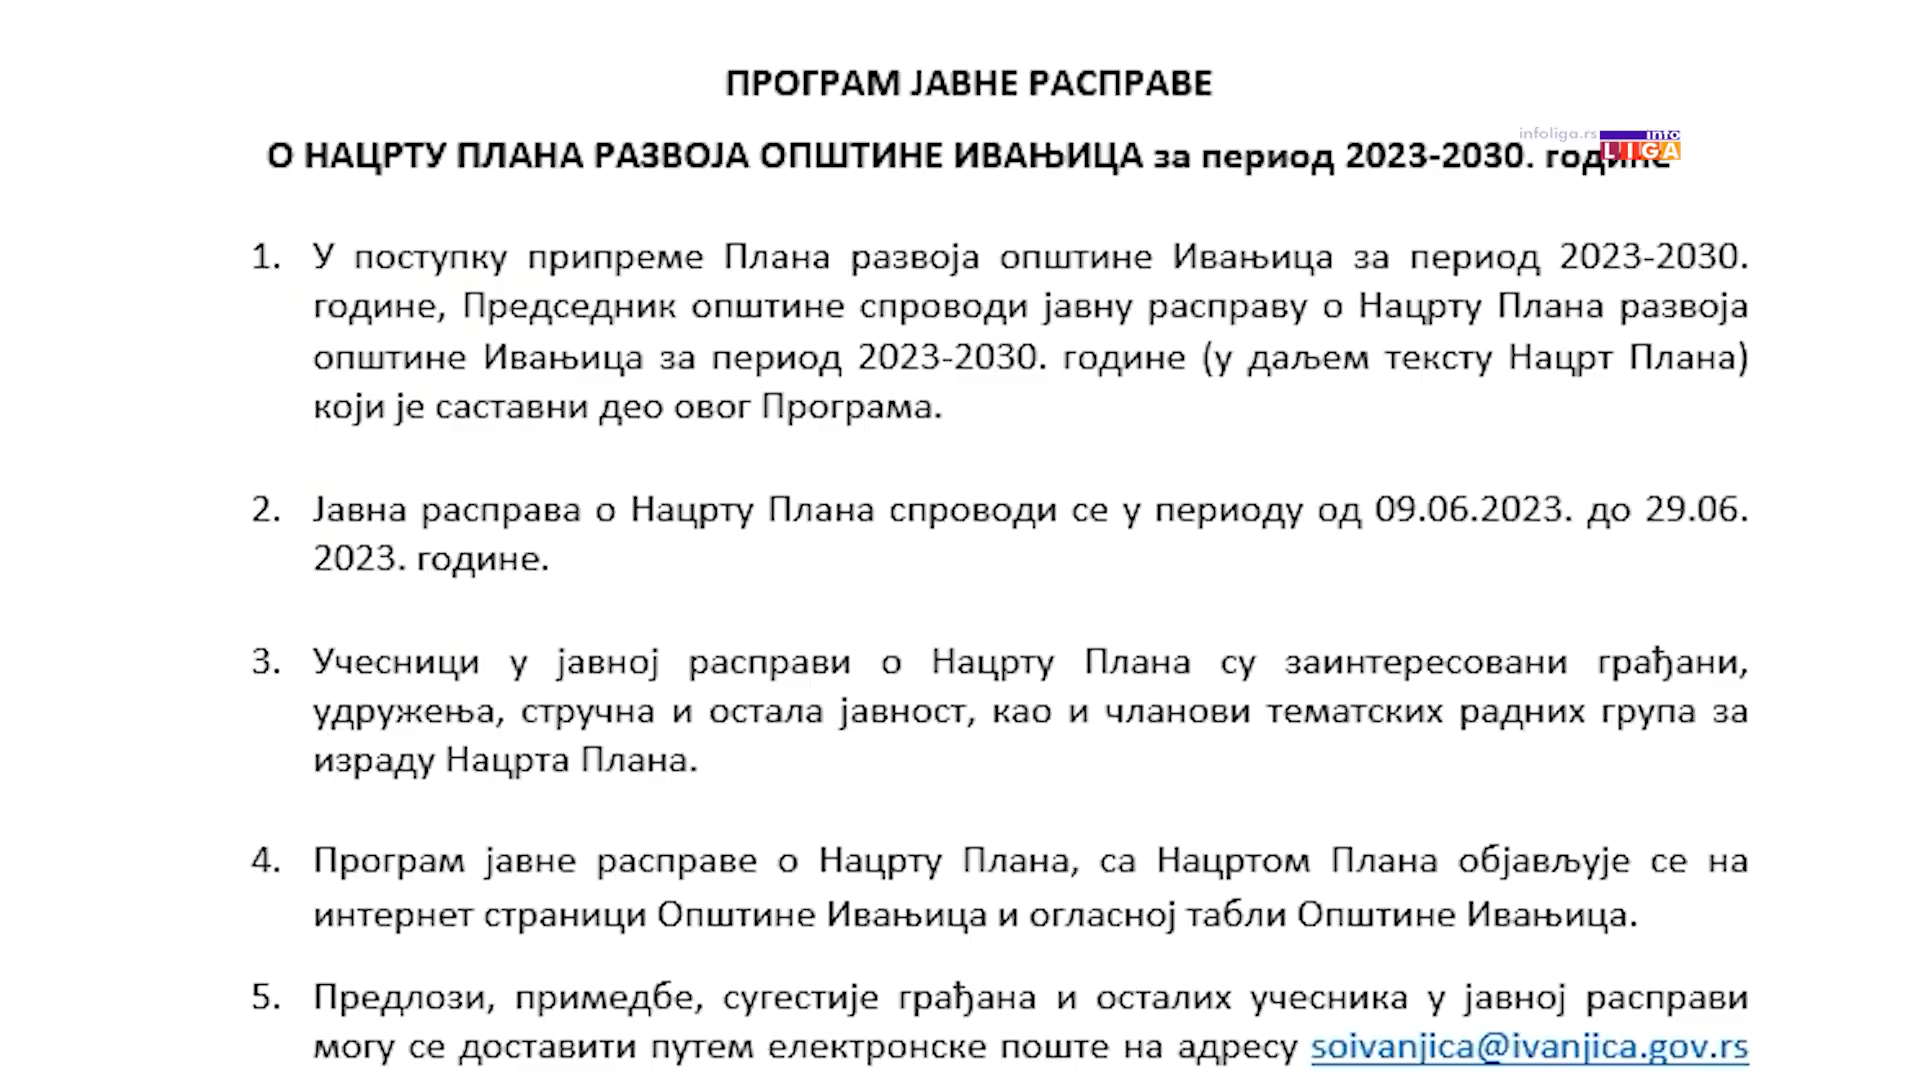 ПРОГРАМ ЈАВНЕ РАСПРАВЕ
infoliga.rs
info
LIGA
О НАЦРТУ ПЛАНА РАЗВОЈА ОПШТИНЕ ИВАЊИЦА за период 2023-2030. године
1. У поступку припреме Плана развоја општине Ивањица за период 2023-2030.
године, Председник општине спроводи јавну расправу о Нацрту Плана развоја
општине Ивањица за период 2023-2030. године (у даљем тексту Нацрт Плана)
који је саставни део овог Програма.
2. Јавна расправа о Нацрту Плана спроводи се у периоду од 09.06.2023. до 29.06.
2023. године.
3. Учесници у јавној расправи о Нацрту Плана су заинтересовани грађани,
удружења, стручна и остала јавност, као и чланови тематских радних група за
израду Нацрта Плана.
4. Програм јавне расправе о Нацрту Плана, са Нацртом Плана објављује се на
интернет страници Општине Ивањица и огласној табли Општине Ивањица.
5. Предлози, примедбе, сугестије грађана и осталих учесника у јавној расправи
могу се доставити путем електронске поште на адресу soivanjica@ivanjica.gov.rs